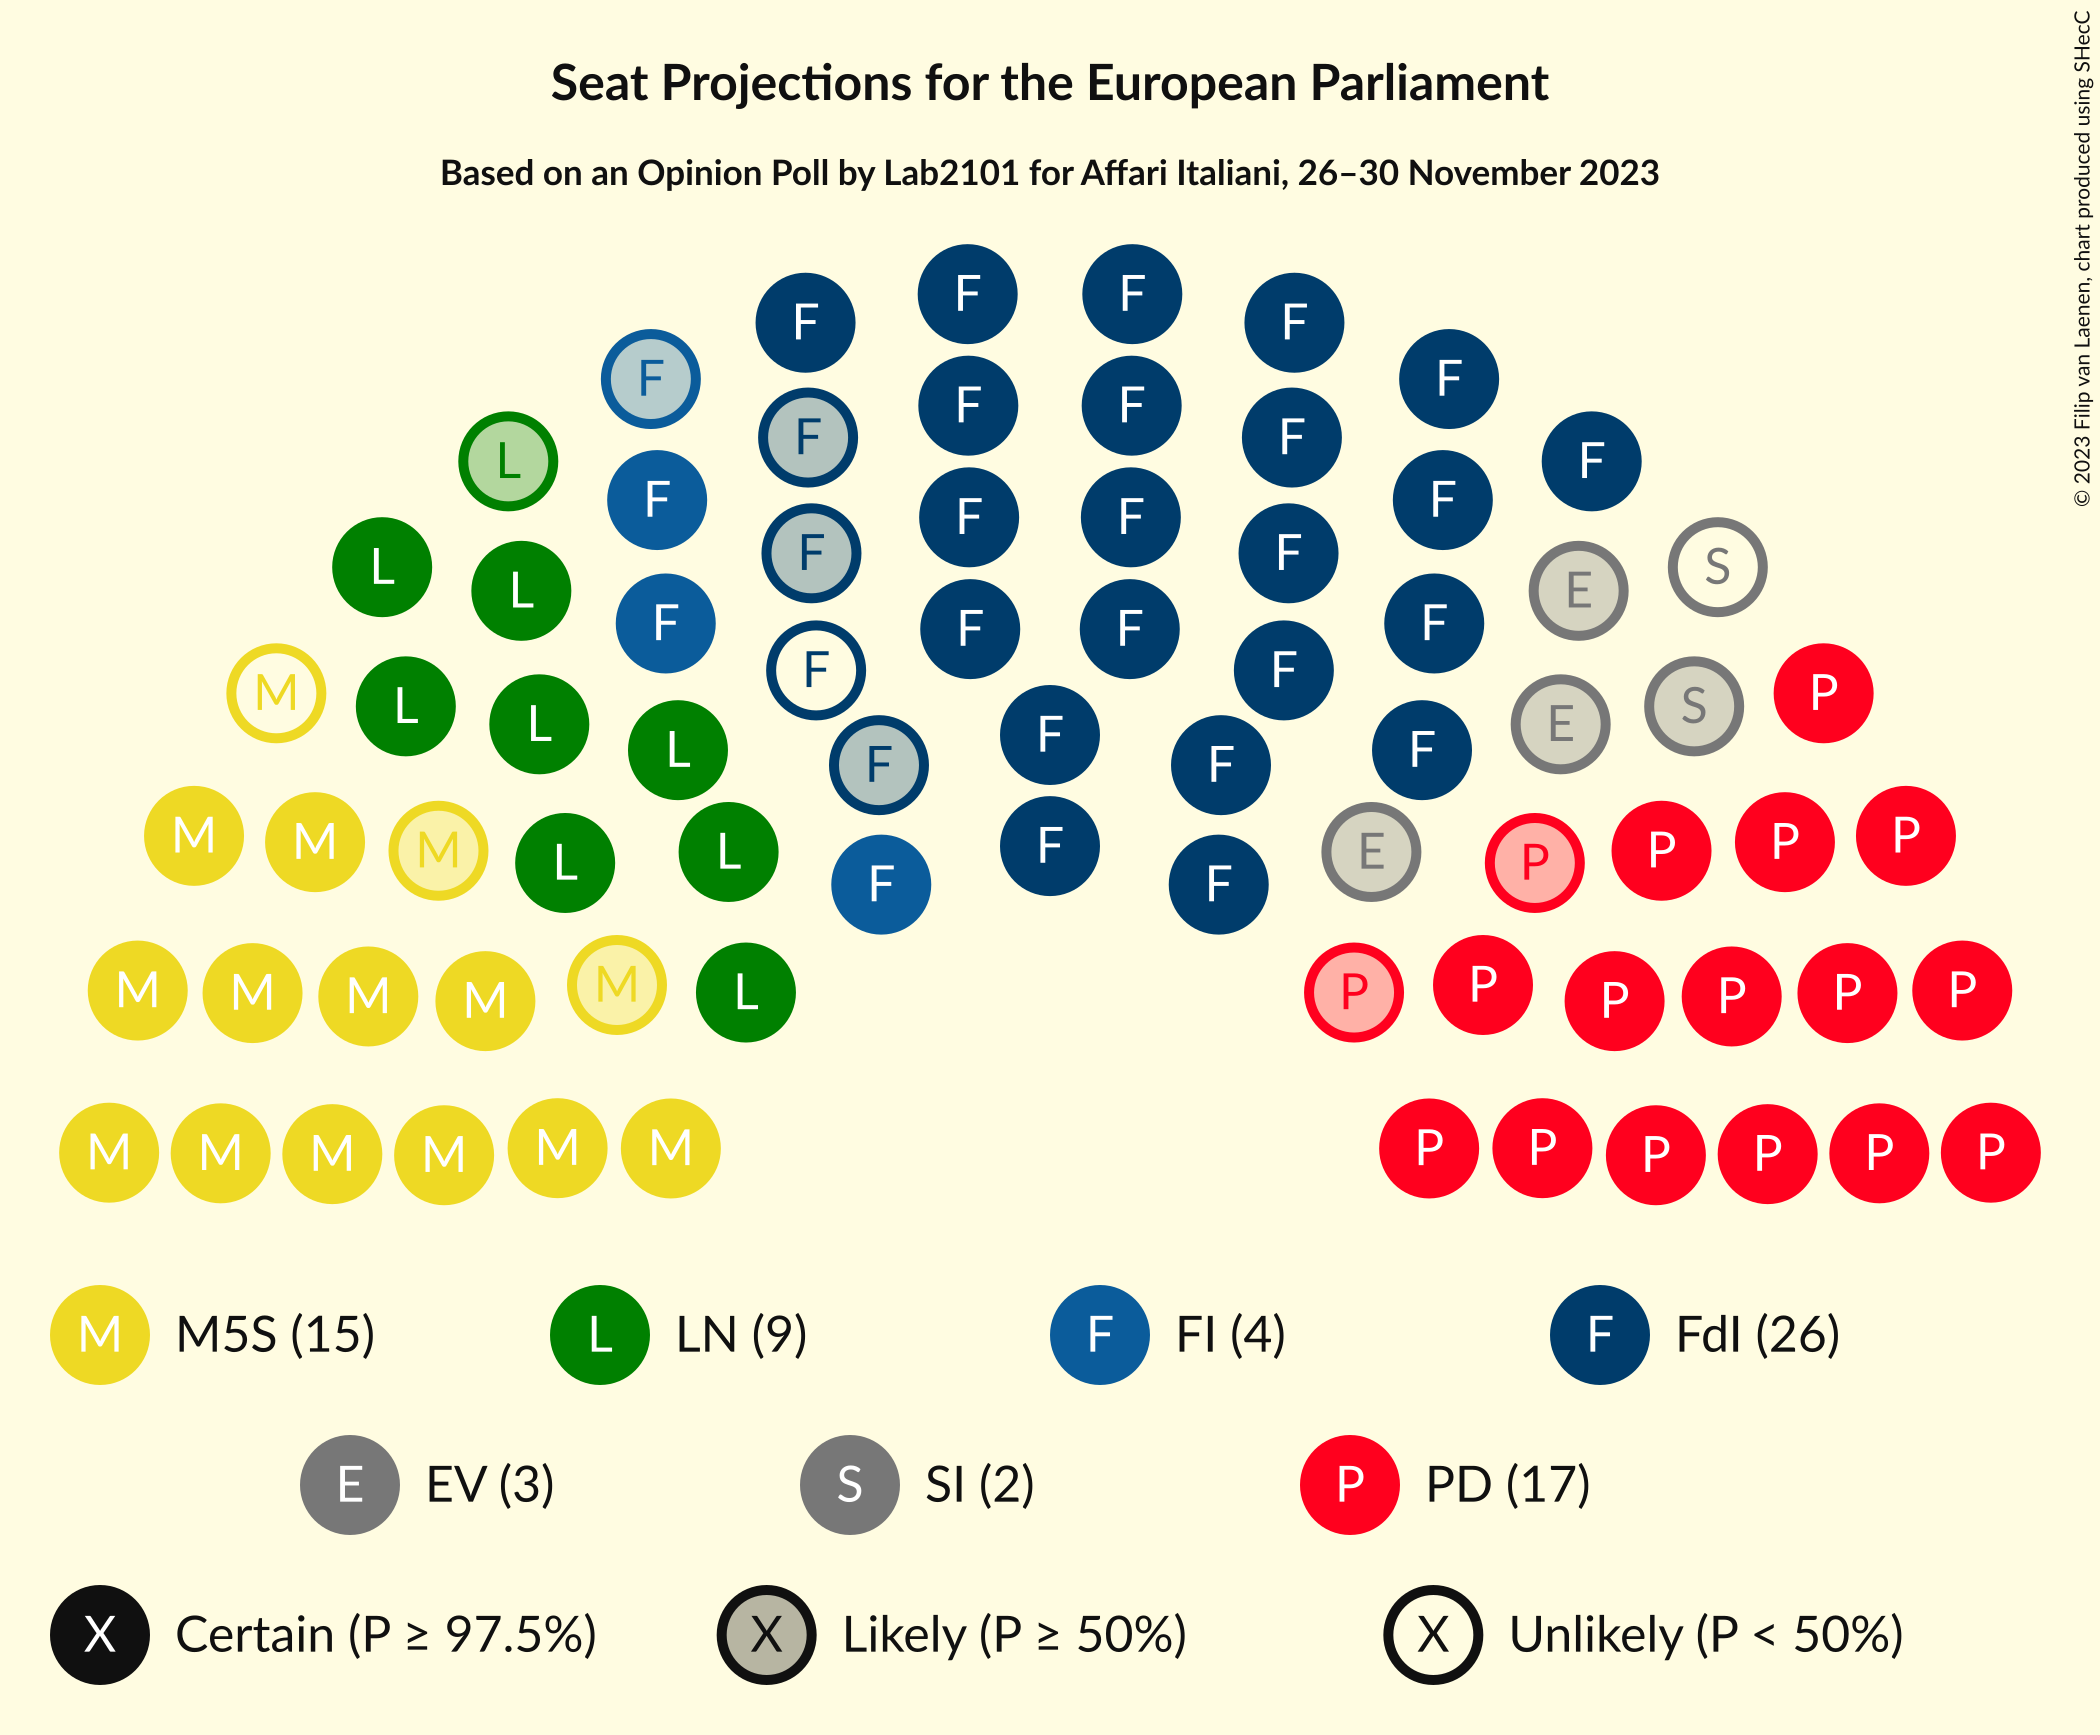 Seat Projections for the European Parliament
Based on an Opinion Poll by Lab2101 for Affari Italiani, 26–30 November 2023
© 2023 Filip van Laenen, chart produced using SHecC
F F F F
F F
F F F F
L F
F F F F F
L L F F E S
F F
M L L L F F F F E S P
F F F
M M M L L F F F E P P P P
M M M M M L P P P P P P
M M M M M M P P P P P P
M M5S (15) L LN (9) F FI (4) F FdI (26)
E EV (3) S SI (2) P PD (17)
X Certain (P ≥ 97.5%) X Likely (P ≥ 50%) X Unlikely (P < 50%)